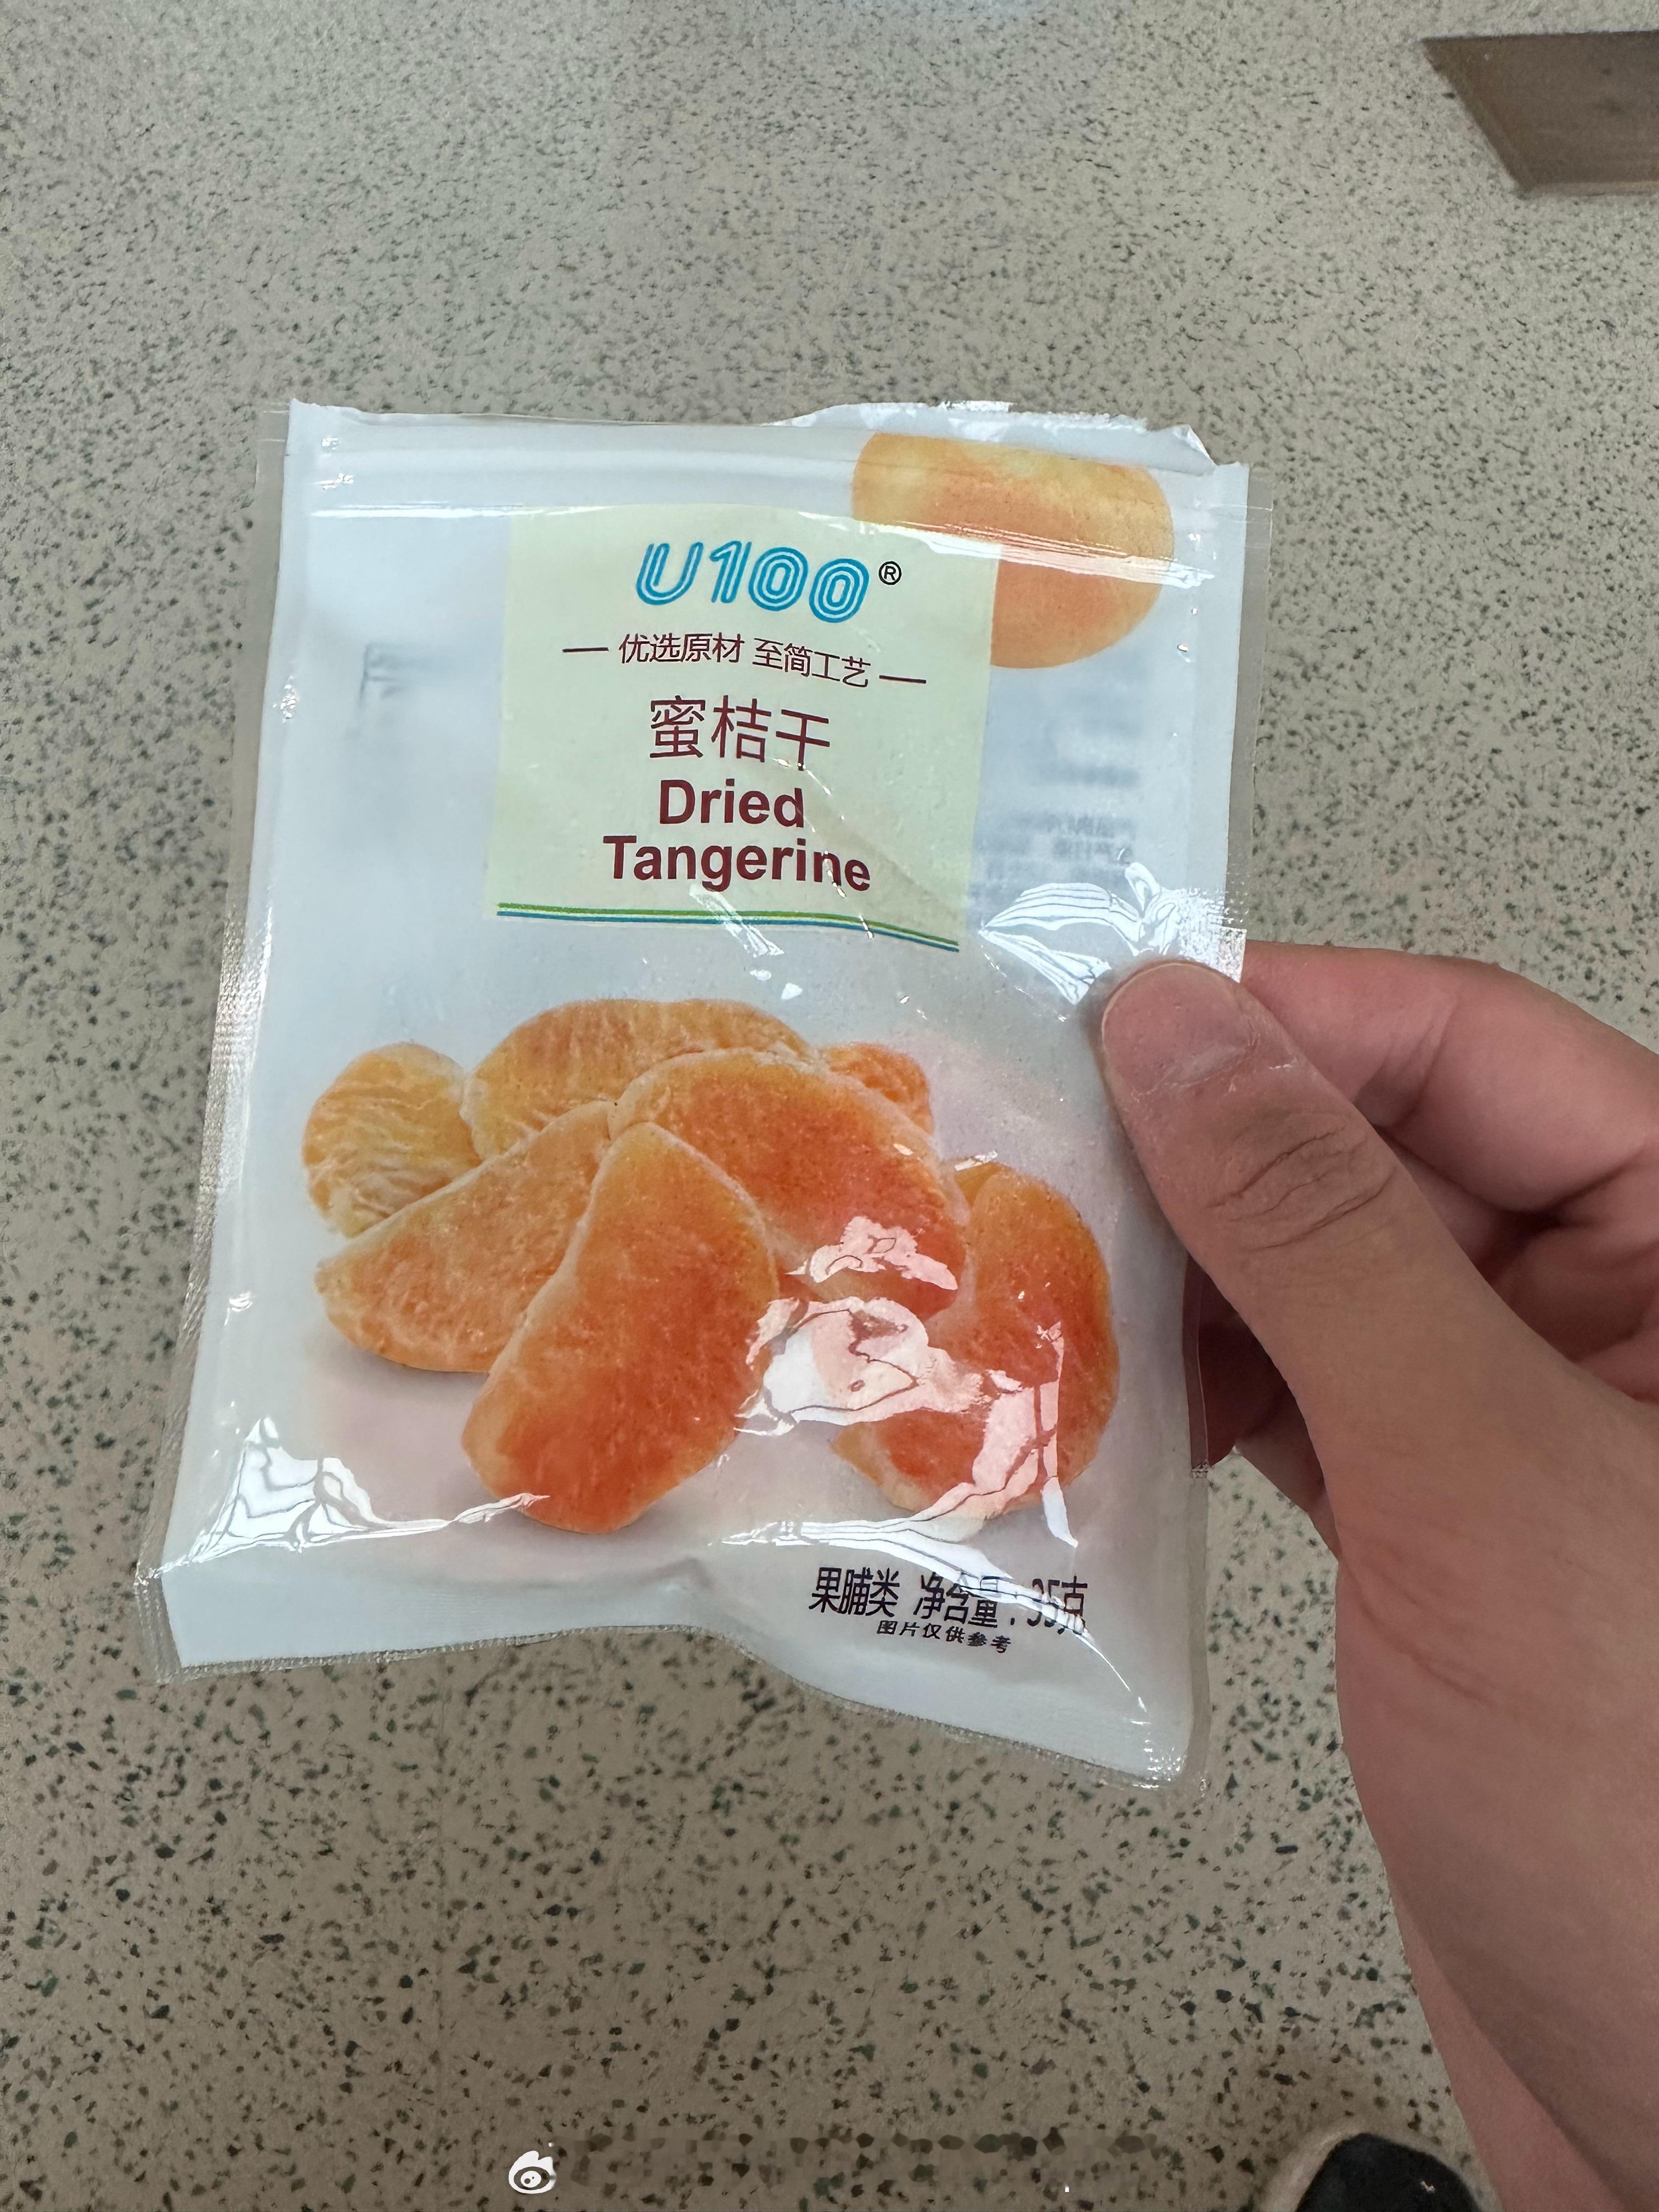 U100®
优选原材 至简工艺
蜜桔干
Dried
Tangerine
果脯类 净含量：35克
图片仅供参考